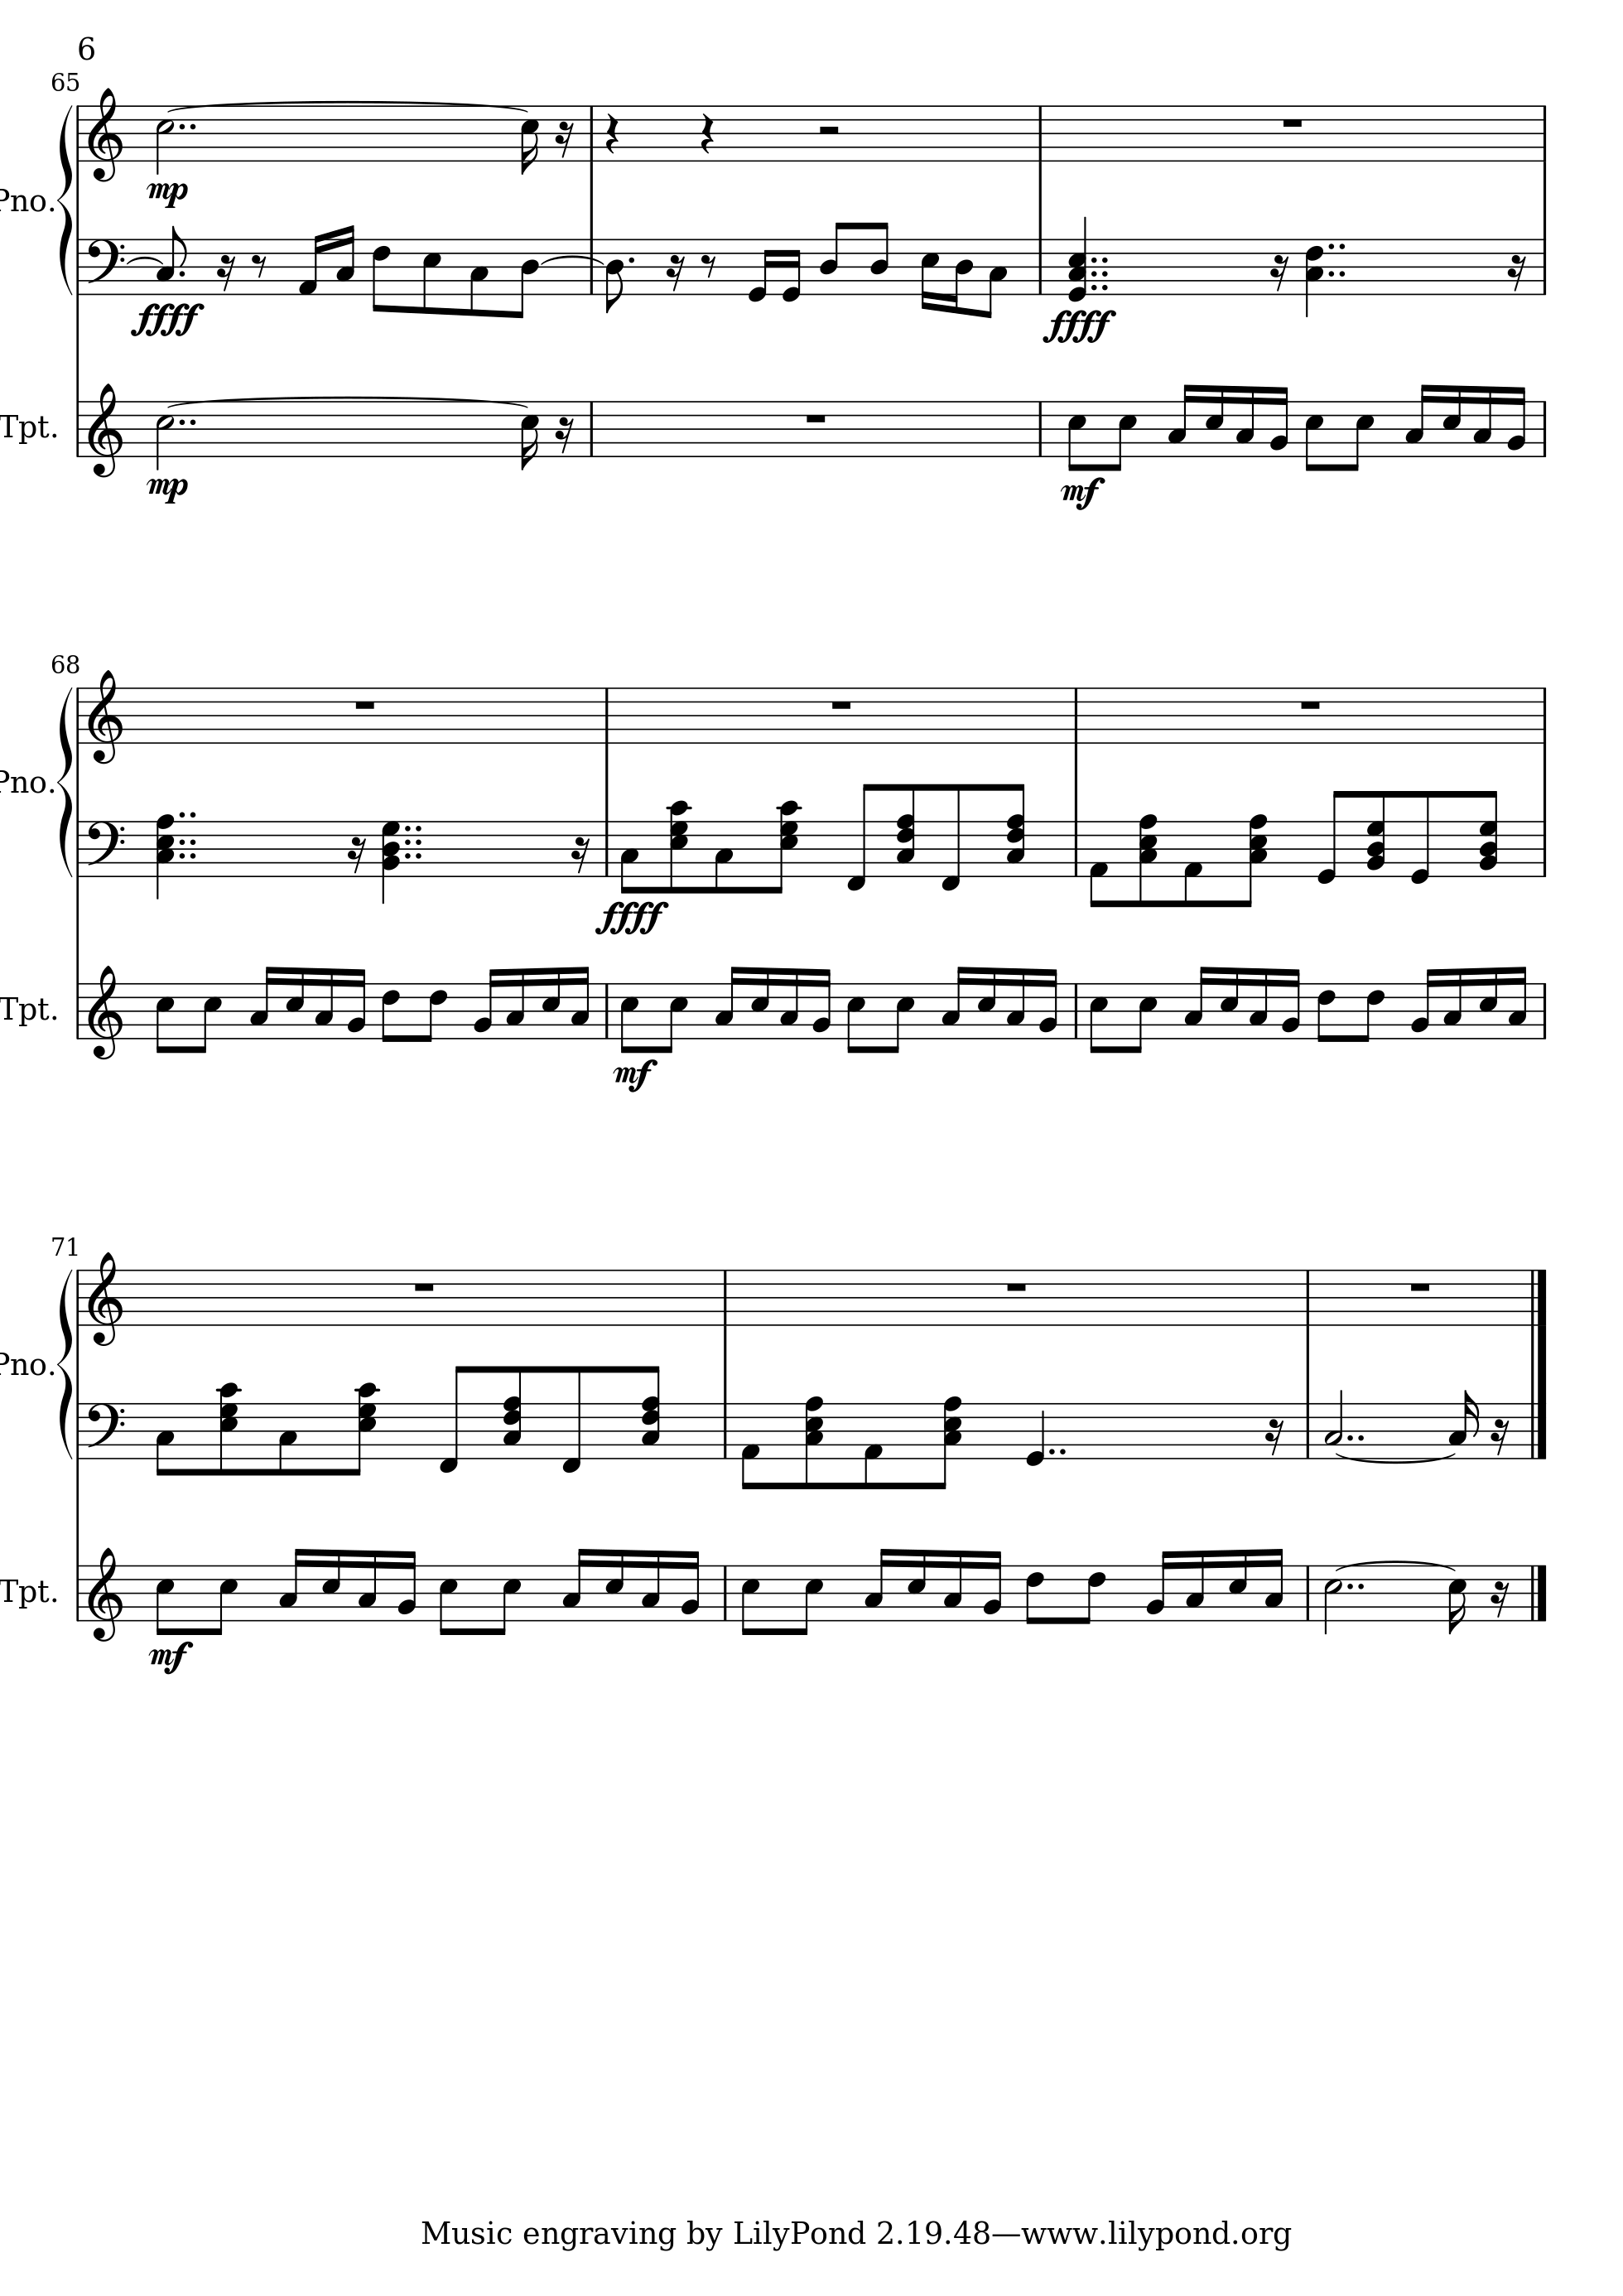 6
65
Pno.
mp
ffff
ffff
Tpt.
mp
mf
68
Pno.
ffff
Tpt.
mf
71
Pno.
Tpt.
mf
Music engraving by LilyPond 2.19.48—www.lilypond.org